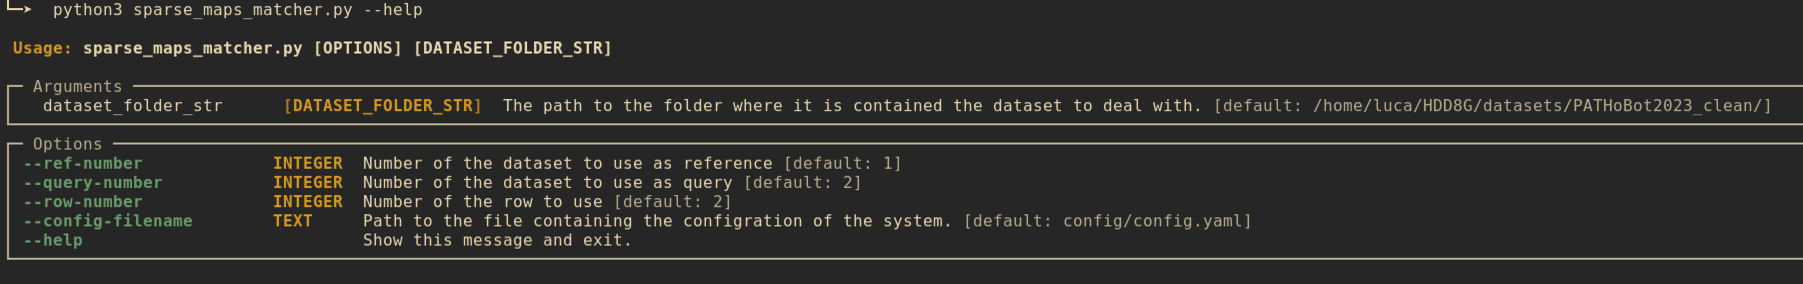 python3 sparse_maps_matcher.py --help
Usage: sparse_maps_matcher.py [OPTIONS] [DATASET_FOLDER_STR]
Arguments
dataset_folder_str [DATASET_FOLDER_STR] The path to the folder where it is contained the dataset to deal with. [default: /home/luca/HDD8G/datasets/PATHoBot2023_clean/]
Options
--ref-number INTEGER Number of the dataset to use as reference [default: 1]
--query-number INTEGER Number of the dataset to use as query [default: 2]
--row-number INTEGER Number of the row to use [default: 2]
--config-filename TEXT Path to the file containing the configration of the system. [default: config/config.yaml]
--help Show this message and exit.